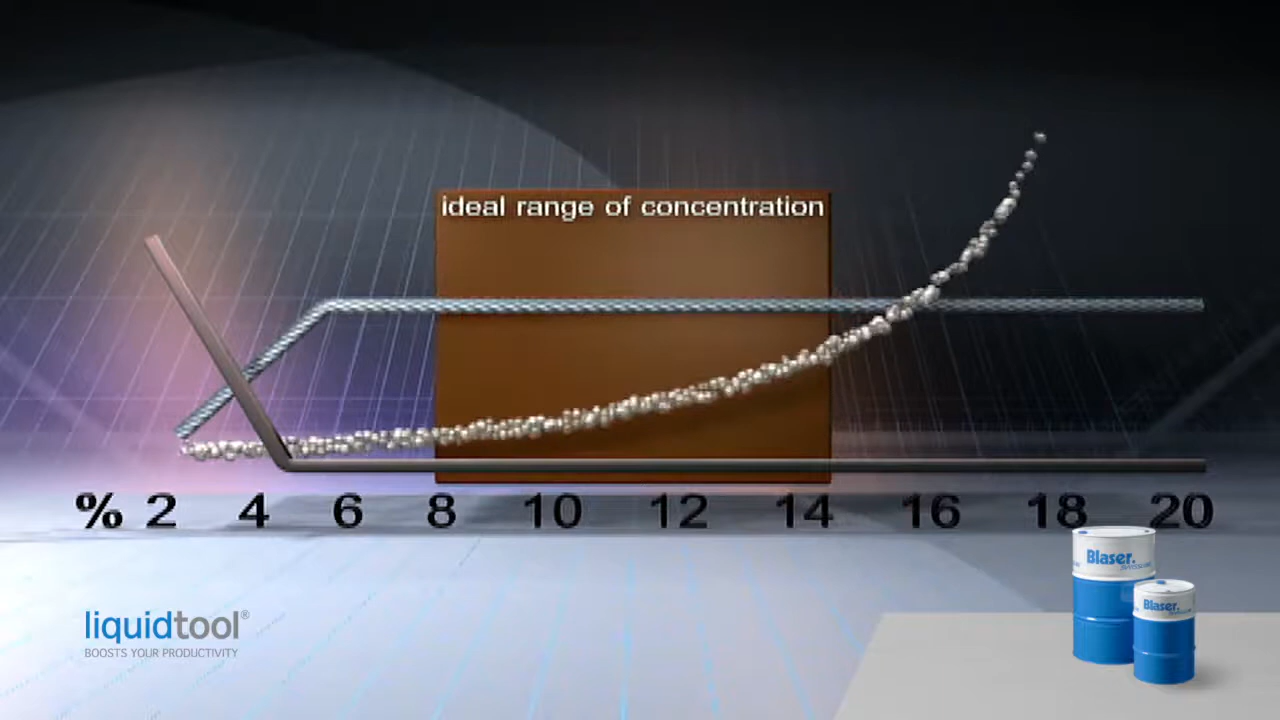 ideal range of concentration
% 2 4 6 8 10 12 14 16 18 20
Blaser.
Blaser.
liquidtool®
BOOSTS YOUR PRODUCTIVITY